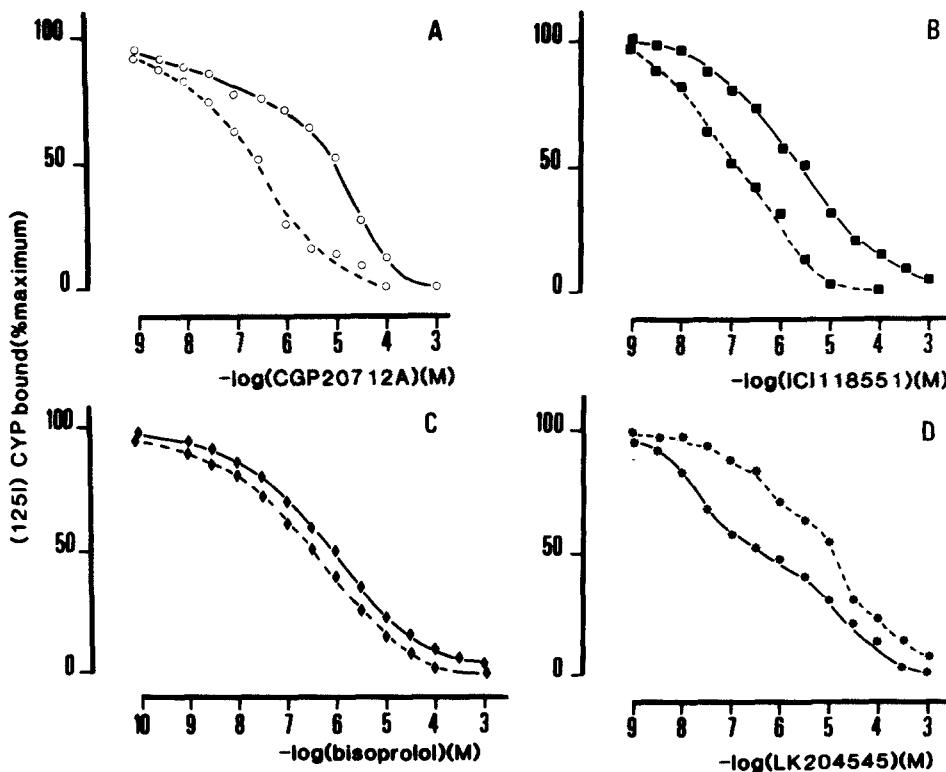 (125I) CYP bound(%maximum)
A
100
50
0
9 8 7 6 5 4 3
-log(CGP20712A)(M)
B
100
50
0
9 8 7 6 5 4 3
-log(ICI118551)(M)
C
100
50
0
10 9 8 7 6 5 4 3
-log(bisoprolol)(M)
D
100
50
0
9 8 7 6 5 4 3
-log(LK204545)(M)